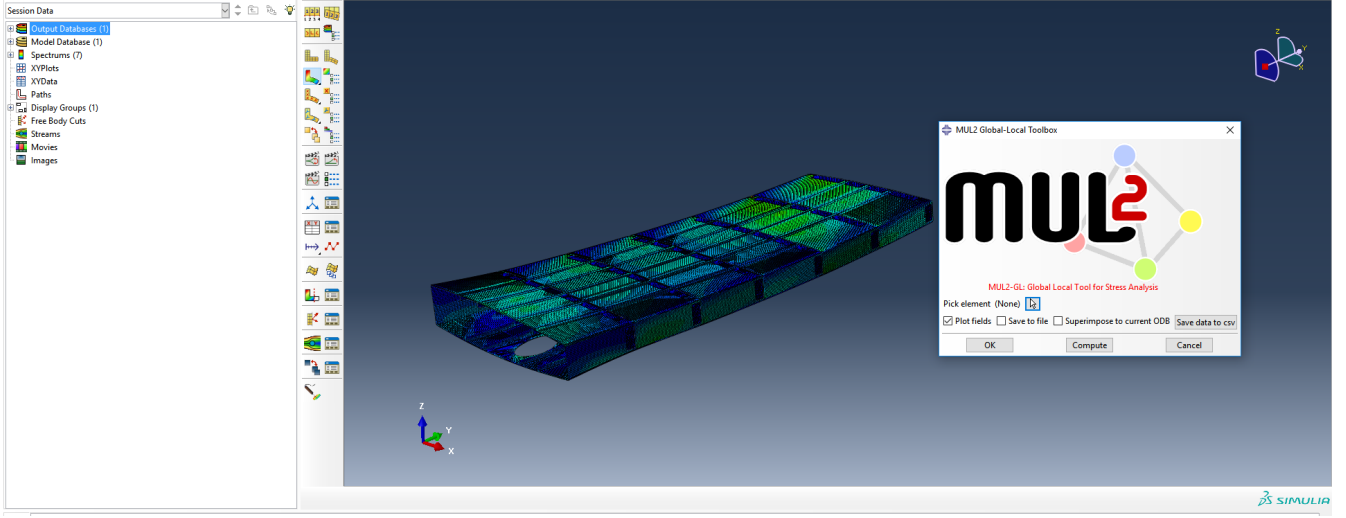 Session Data
Output Databases (1)
Model Database (1)
Spectrums (7)
XYPlots
XYData
Paths
Display Groups (1)
Free Body Cuts
Streams
Movies
Images
Z
Y
X
MUL2 Global-Local Toolbox
MUL2
MUL2-GL: Global Local Tool for Stress Analysis
Pick element (None)
Plot fields Save to file Superimpose to current ODB Save data to csv
OK Compute Cancel
Z
Y
X
SIMULIA